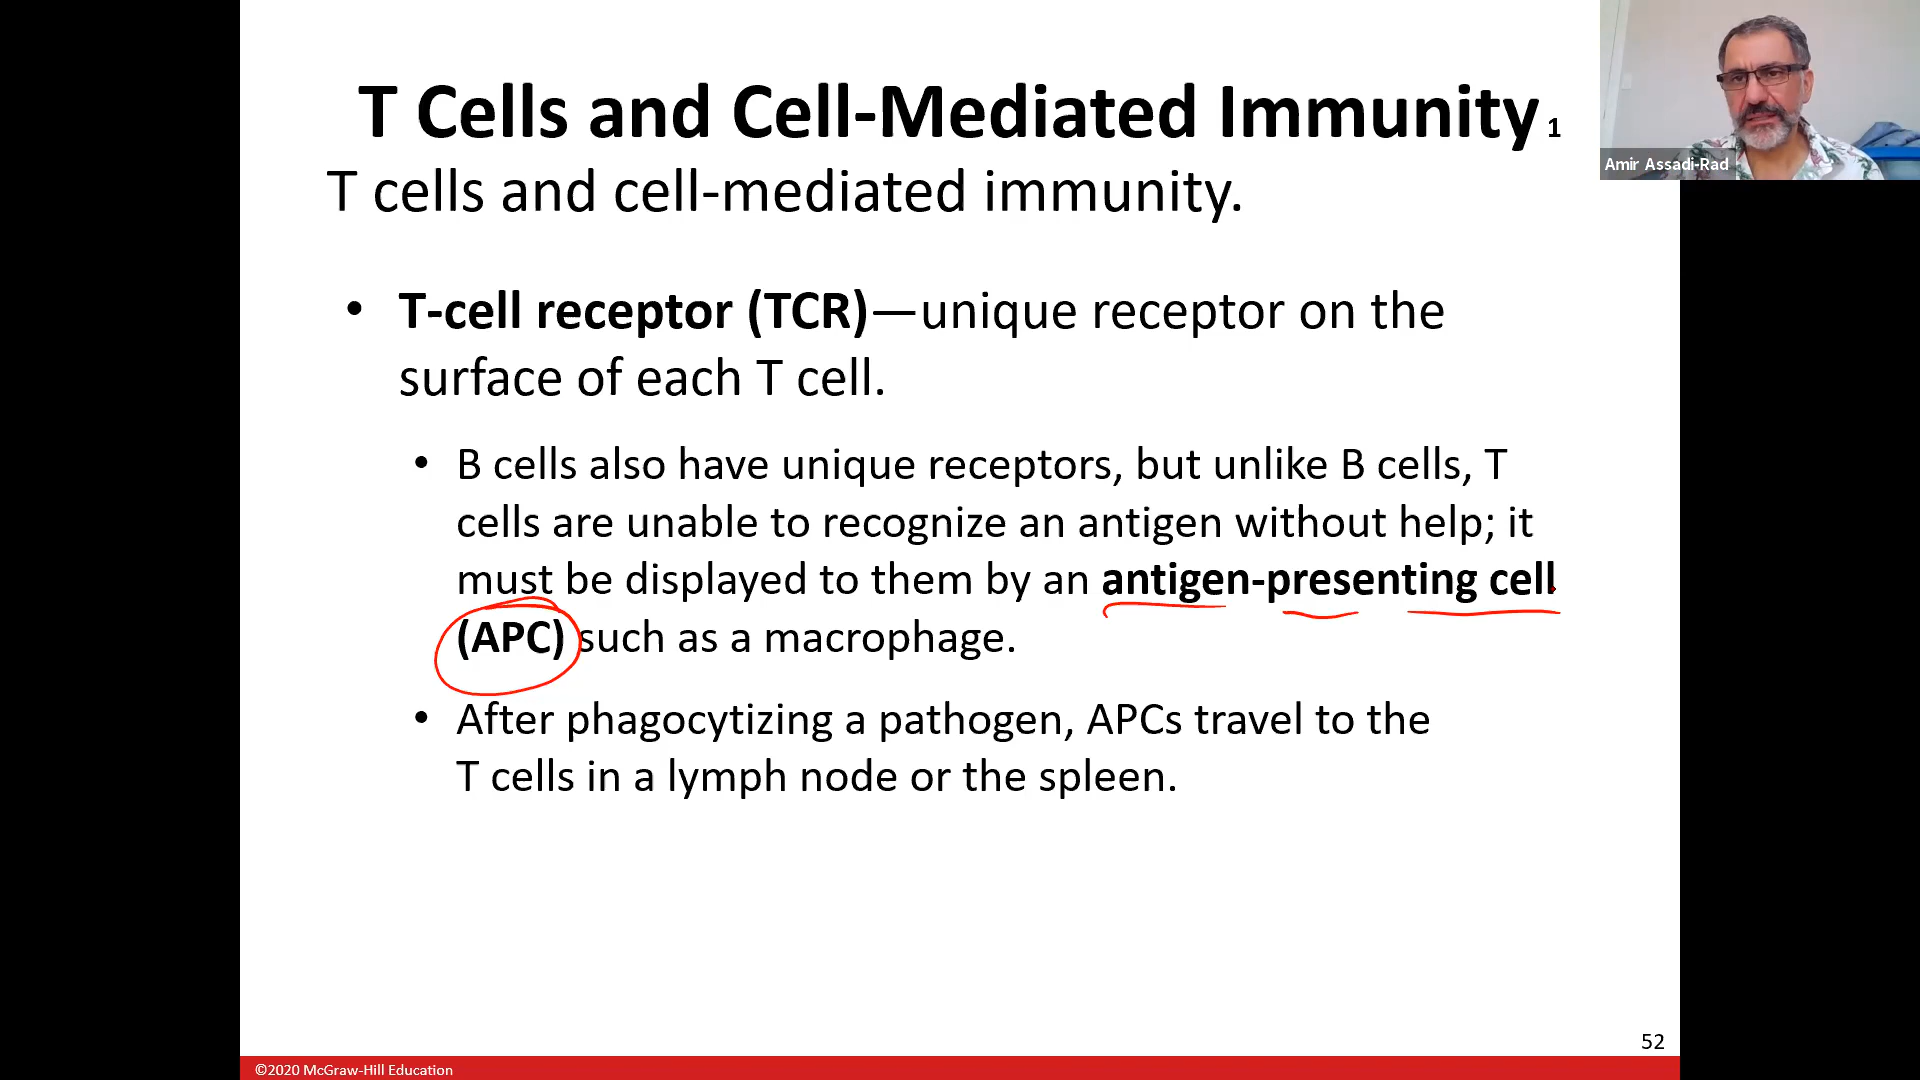 T Cells and Cell-Mediated Immunity 1
T cells and cell-mediated immunity.
• T-cell receptor (TCR)—unique receptor on the
surface of each T cell.
• B cells also have unique receptors, but unlike B cells, T
cells are unable to recognize an antigen without help; it
must be displayed to them by an antigen-presenting cell
(APC) such as a macrophage.
• After phagocytizing a pathogen, APCs travel to the
T cells in a lymph node or the spleen.
Amir Assadi-Rad
52
©2020 McGraw-Hill Education